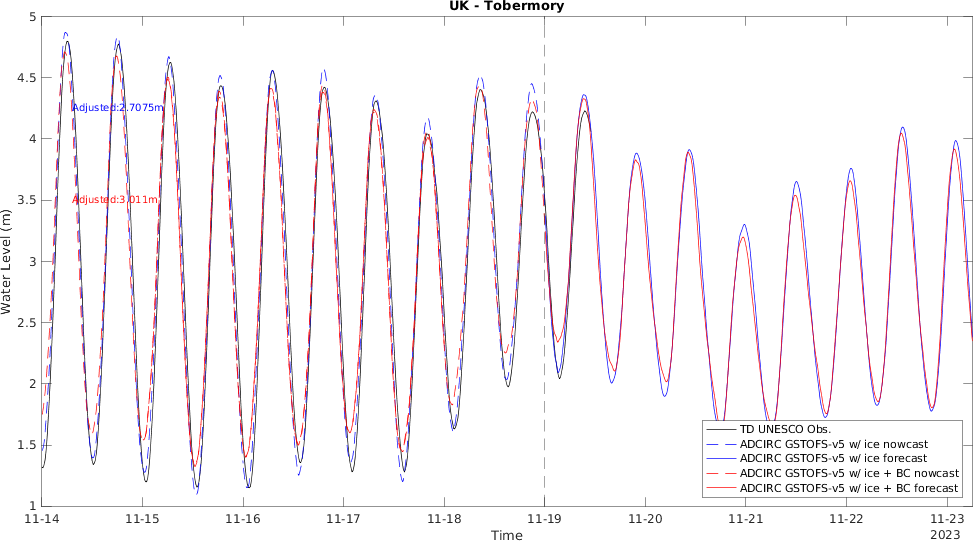 UK - Tobermory
5
4.5
4
3.5
3
2.5
2
1.5
1
Water Level (m)
Adjusted:2.7075m
Adjusted:3.011m
TD UNESCO Obs.
ADCIRC GSTOFS-v5 w/ ice nowcast
ADCIRC GSTOFS-v5 w/ ice forecast
ADCIRC GSTOFS-v5 w/ ice + BC nowcast
ADCIRC GSTOFS-v5 w/ ice + BC forecast
11-14 11-15 11-16 11-17 11-18 11-19 11-20 11-21 11-22 11-23
Time
2023